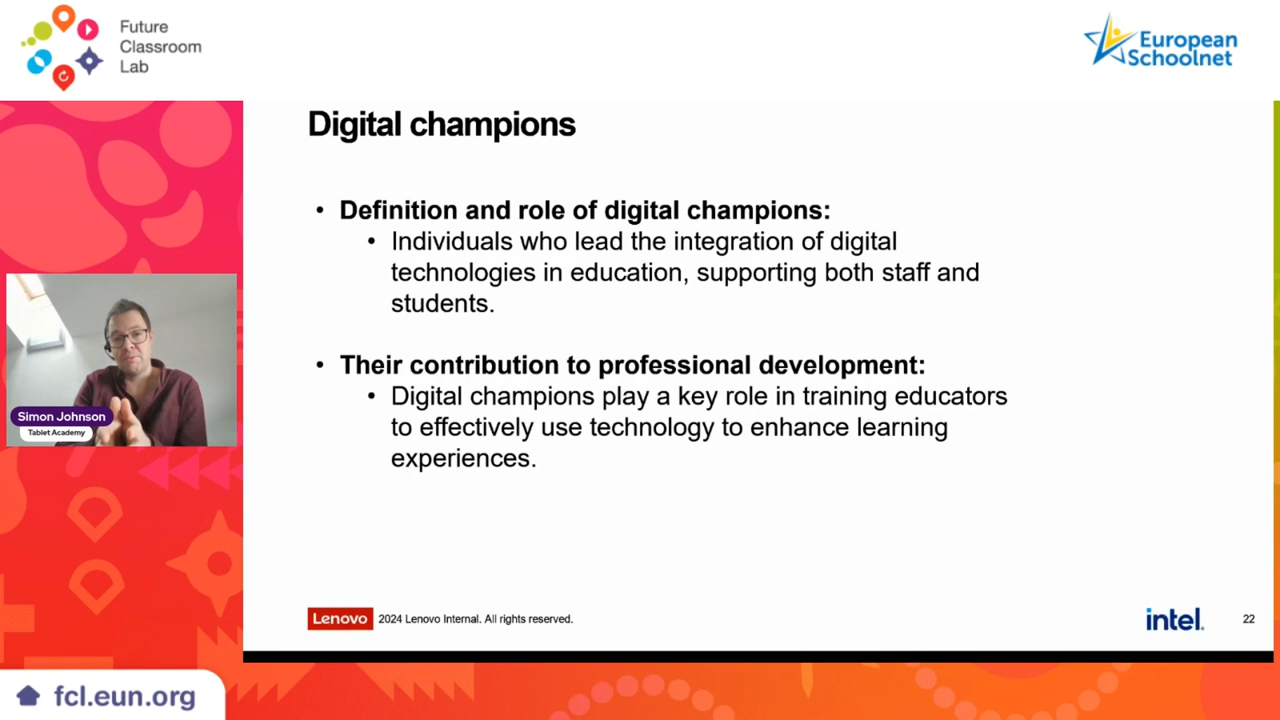 Future
Classroom
Lab
European
Schoolnet
Digital champions
• Definition and role of digital champions:
• Individuals who lead the integration of digital
technologies in education, supporting both staff and
students.
• Their contribution to professional development:
• Digital champions play a key role in training educators
to effectively use technology to enhance learning
experiences.
Simon Johnson
Tablet Academy
Lenovo 2024 Lenovo Internal. All rights reserved.
intel. 22
fcl.eun.org